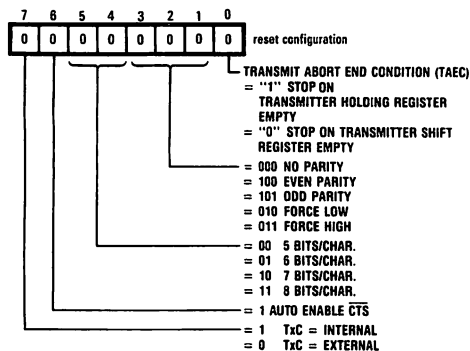 7 6 5 4 3 2 1 0
0 0 0 0 0 0 0 0 reset configuration
TRANSMIT ABORT END CONDITION (TAEC)
= "1" STOP ON
TRANSMITTER HOLDING REGISTER
EMPTY
= "0" STOP ON TRANSMITTER SHIFT
REGISTER EMPTY
= 000 NO PARITY
= 100 EVEN PARITY
= 101 ODD PARITY
= 010 FORCE LOW
= 011 FORCE HIGH
= 00 5 BITS/CHAR.
= 01 6 BITS/CHAR.
= 10 7 BITS/CHAR.
= 11 8 BITS/CHAR.
= 1 AUTO ENABLE C̅T̅S̅
= 1 TxC = INTERNAL
= 0 TxC = EXTERNAL